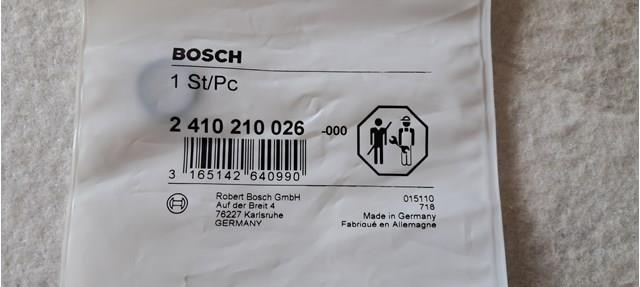 BOSCH
1 St/Pc
2 410 210 026 -000
3 165142 640990
Robert Bosch GmbH
Auf der Breit 4
76227 Karlsruhe
GERMANY
015110
718
Made in Germany
Fabriqué en Allemagne